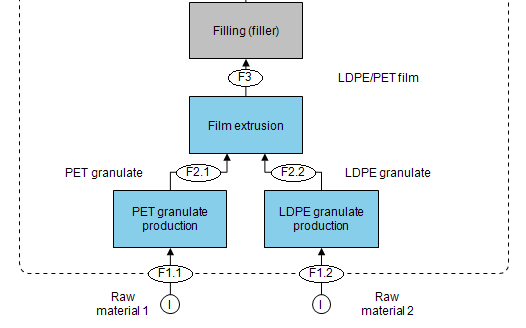 Filling (filler)
F3
LDPE/PET film
Film extrusion
PET granulate
F2.1
F2.2
LDPE granulate
PET granulate
production
LDPE granulate
production
F1.1
F1.2
Raw
material 1
I
I
Raw
material 2